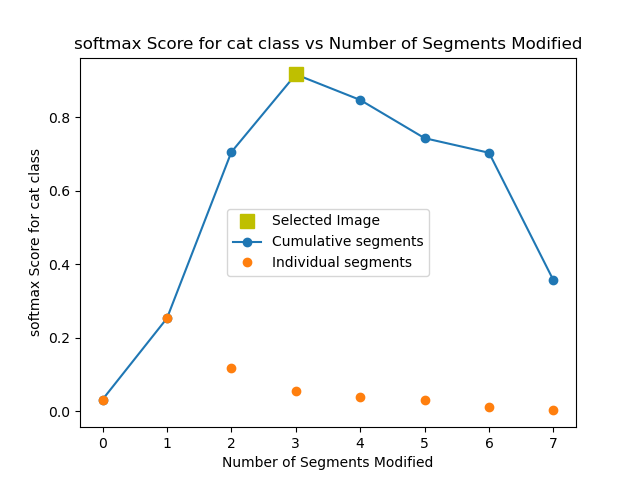 softmax Score for cat class vs Number of Segments Modified
softmax Score for cat class
0.8
0.6
0.4
0.2
0.0
Selected Image
Cumulative segments
Individual segments
0 1 2 3 4 5 6 7
Number of Segments Modified